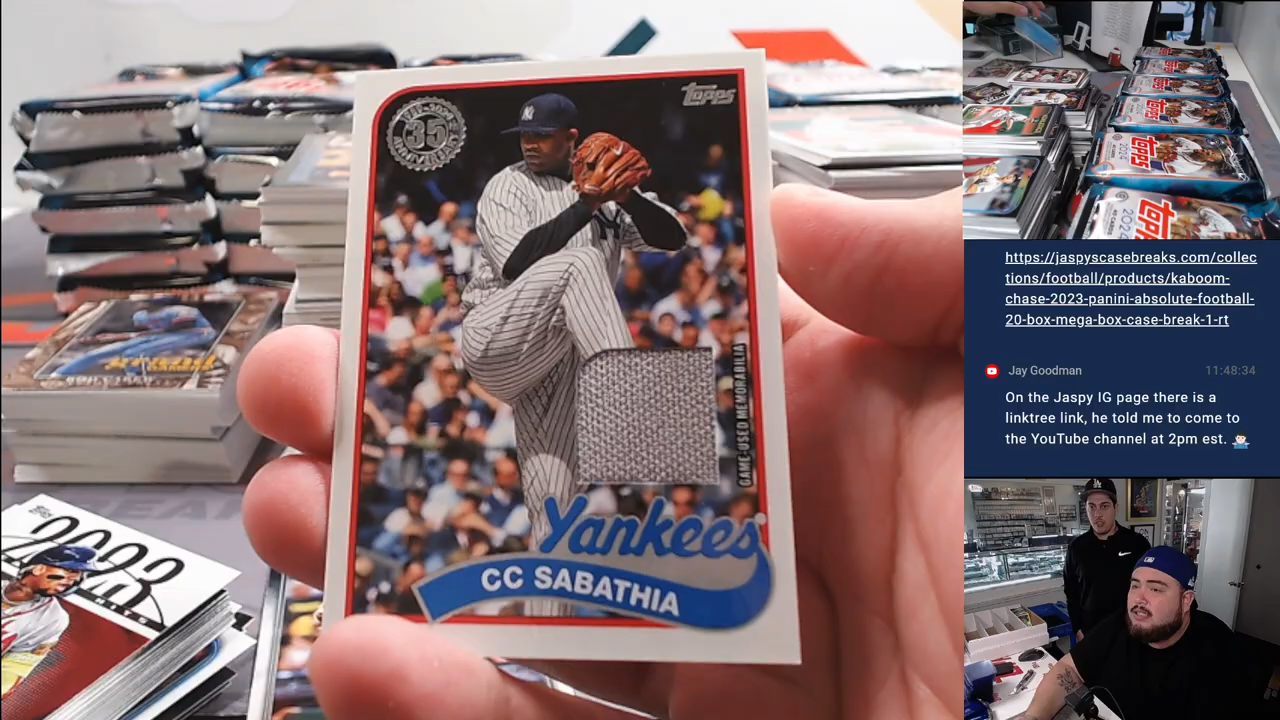 topps
35
ANNIVERSARY
GAME-USED MEMORABILIA
Yankees
CC SABATHIA
2023
topps
2024
topps
2024
https://jaspyscasebreaks.com/collec
tions/football/products/kaboom-
chase-2023-panini-absolute-football-
20-box-mega-box-case-break-1-rt
Jay Goodman
11:48:34
On the Jaspy IG page there is a
linktree link, he told me to come to
the YouTube channel at 2pm est.